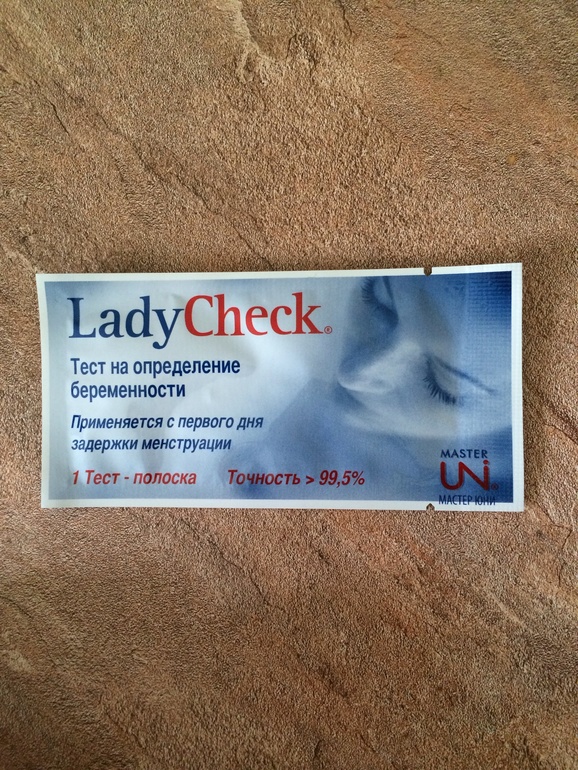 LadyCheck®
Тест на определение
беременности
Применяется с первого дня
задержки менструации
1 Тест - полоска Точность > 99,5%
MASTER
UNi®
МАСТЕР ЮНИ